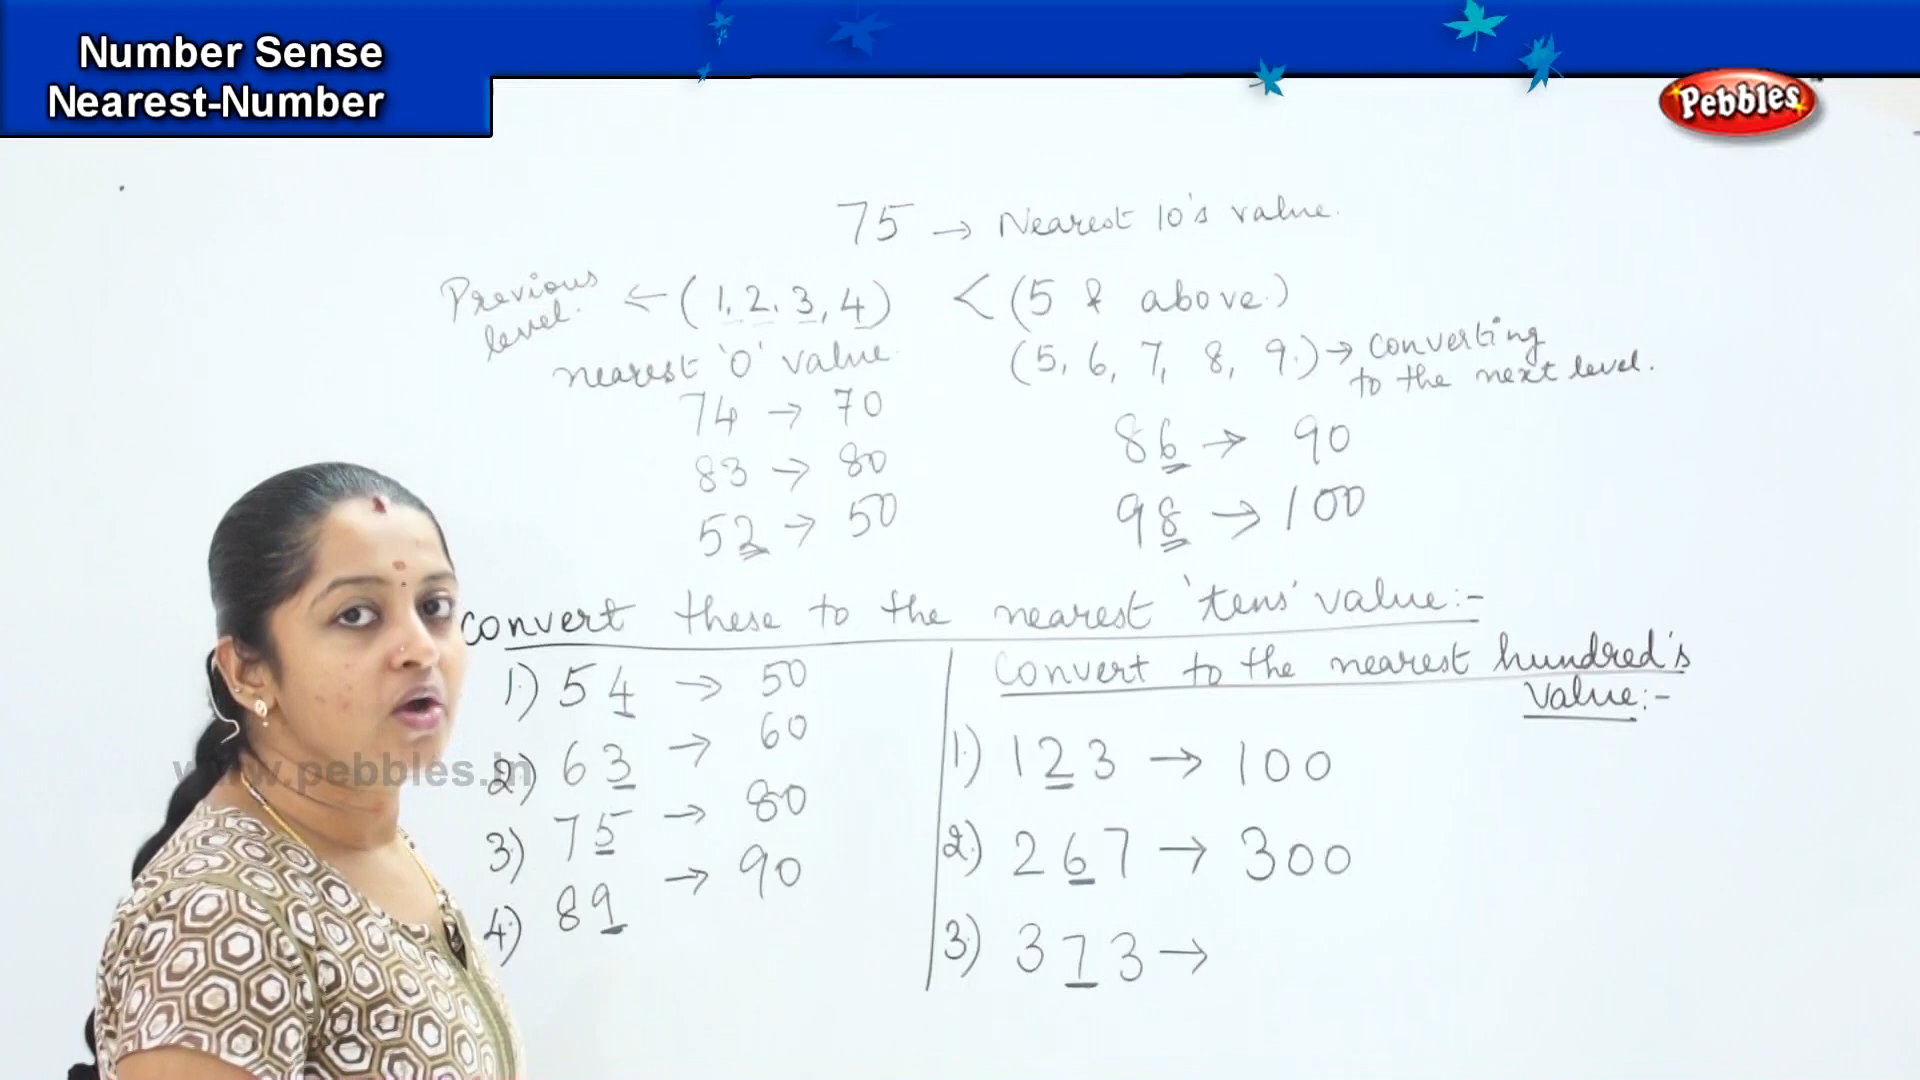 Number Sense
Nearest-Number
Pebbles
75 → Nearest 10's value.
Previous level. ← (1, 2, 3, 4) < (5 & above.)
nearest '0' value
(5, 6, 7, 8, 9.) → converting to the next level.
74 → 70
83 → 80
52 → 50
86 → 90
98 → 100
convert these to the nearest 'tens' value:-
1) 54 → 50
2) 63 → 60
3) 75 → 80
4) 89 → 90
Convert to the nearest hundred's
value:-
1) 123 → 100
2) 267 → 300
3) 373 →
www.pebbles.in